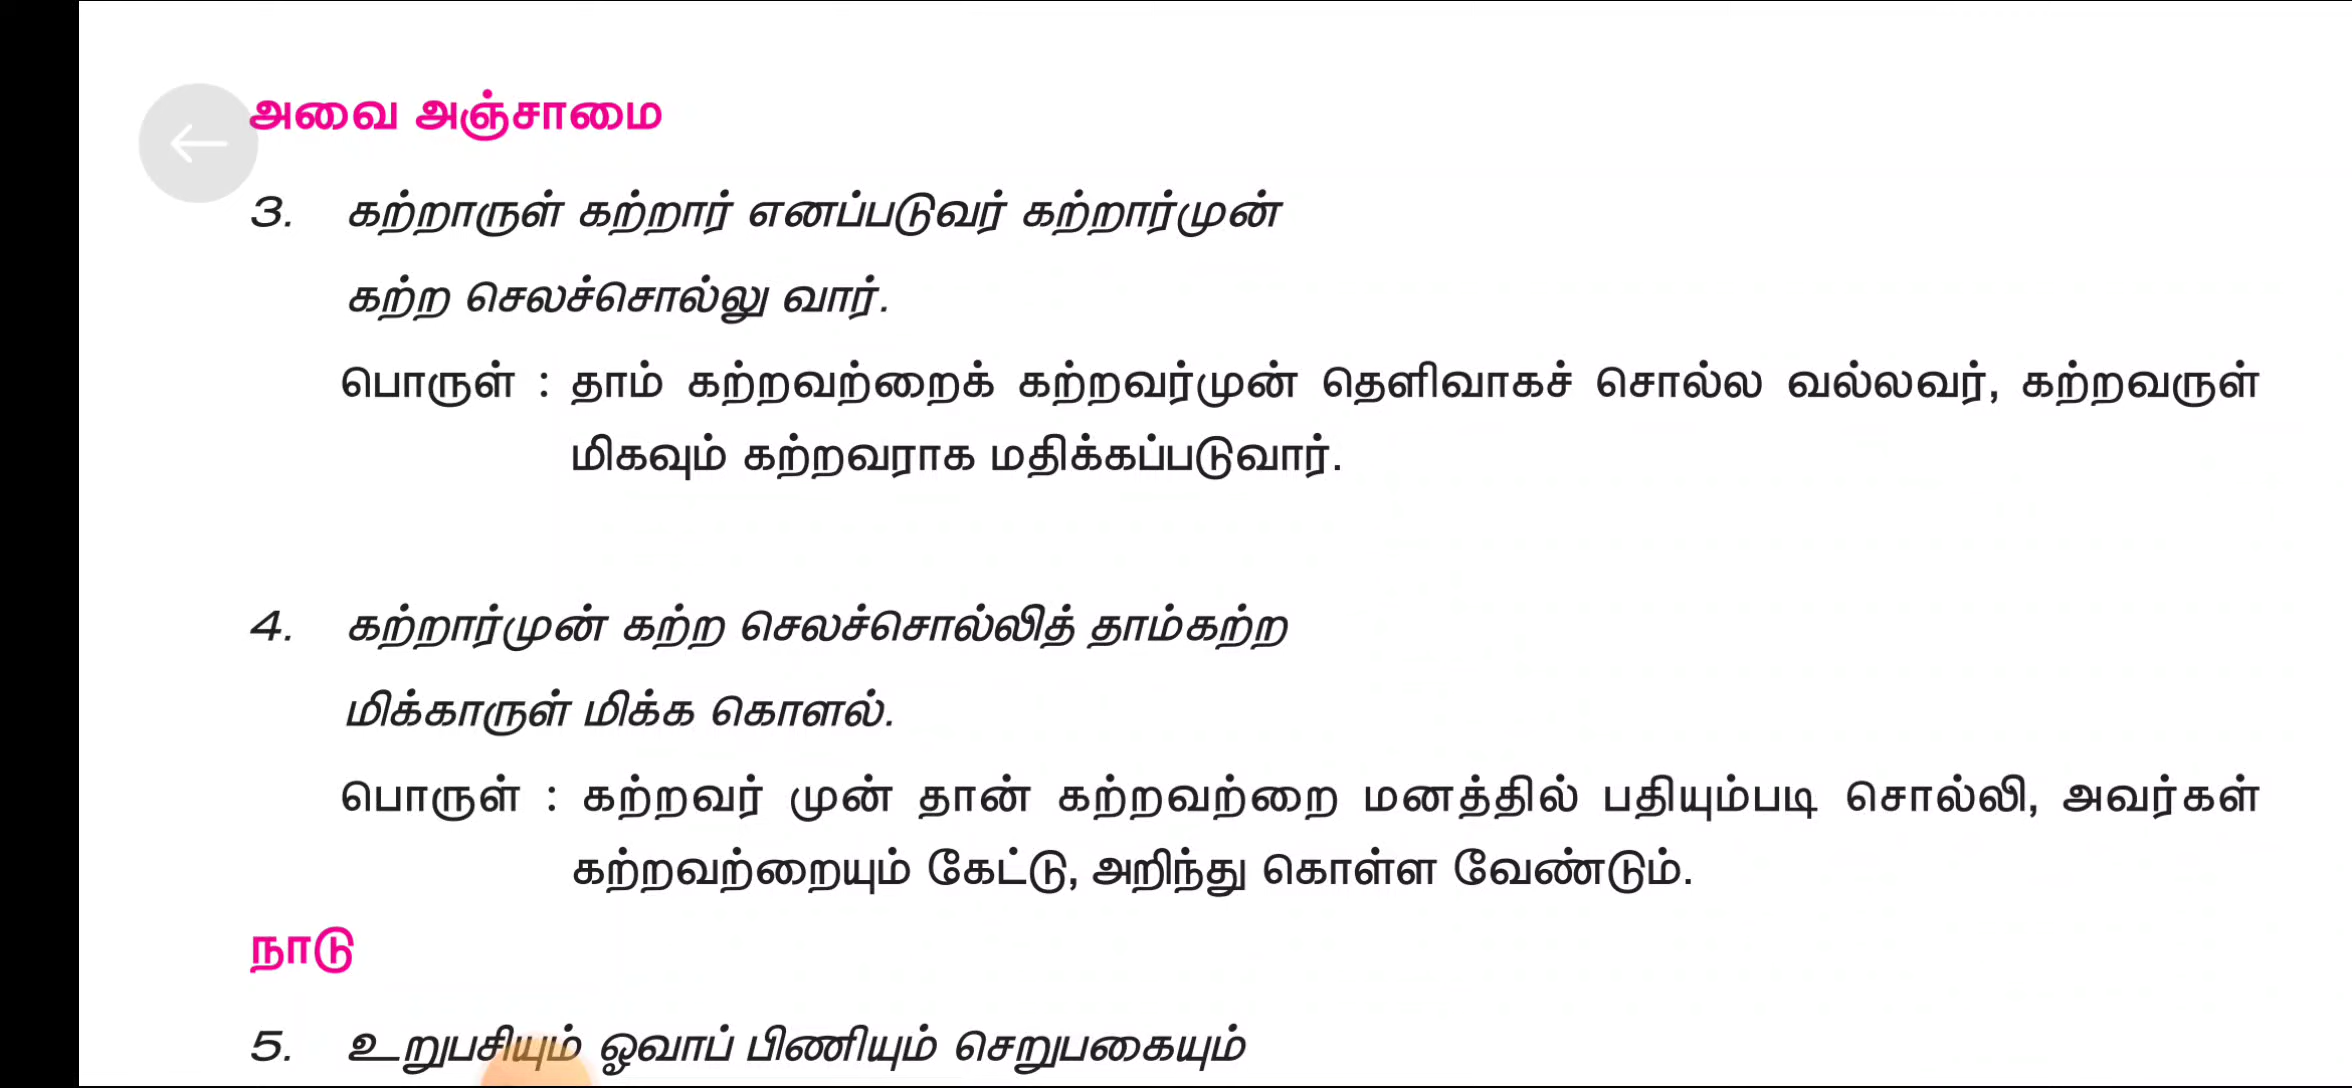 அவை அஞ்சாமை
3. கற்றாருள் கற்றார் எனப்படுவர் கற்றார்முன்
கற்ற செலச்சொல்லு வார்.
பொருள் : தாம் கற்றவற்றைக் கற்றவர்முன் தெளிவாகச் சொல்ல வல்லவர், கற்றவருள்
மிகவும் கற்றவராக மதிக்கப்படுவார்.
4. கற்றார்முன் கற்ற செலச்சொல்லித் தாம்கற்ற
மிக்காருள் மிக்க கொளல்.
பொருள் : கற்றவர் முன் தான் கற்றவற்றை மனத்தில் பதியும்படி சொல்லி, அவர்கள்
கற்றவற்றையும் கேட்டு, அறிந்து கொள்ள வேண்டும்.
நாடு
5. உறுபசியும் ஓவாப் பிணியும் செறுபகையும்